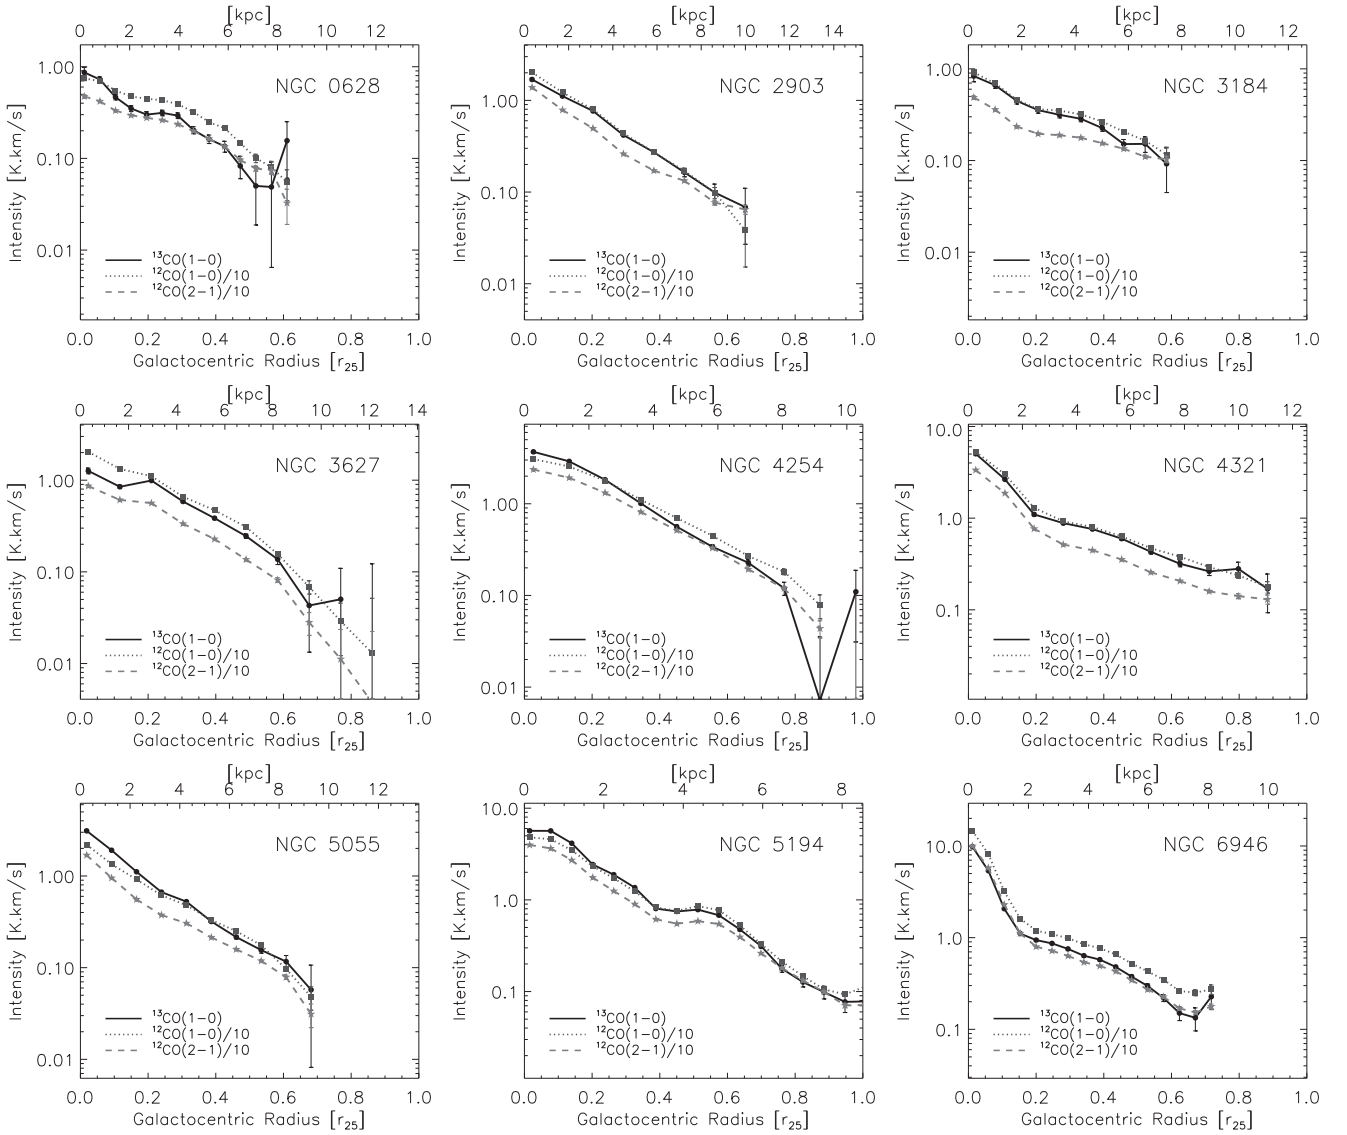 [kpc] [kpc] [kpc]
0 2 4 6 8 10 12 0 2 4 6 8 10 12 14 0 2 4 6 8 10 12
NGC 0628 NGC 2903 NGC 3184
Intensity [K.km/s] Intensity [K.km/s] Intensity [K.km/s]
1.00 1.00 1.00
0.10 0.10 0.10
0.01 0.01 0.01
¹³CO(1−0) ¹³CO(1−0) ¹³CO(1−0)
¹²CO(1−0)/10 ¹²CO(1−0)/10 ¹²CO(1−0)/10
¹²CO(2−1)/10 ¹²CO(2−1)/10 ¹²CO(2−1)/10
0.0 0.2 0.4 0.6 0.8 1.0 0.0 0.2 0.4 0.6 0.8 1.0 0.0 0.2 0.4 0.6 0.8 1.0
Galactocentric Radius [r₂₅] Galactocentric Radius [r₂₅] Galactocentric Radius [r₂₅]
[kpc] [kpc] [kpc]
0 2 4 6 8 10 12 14 0 2 4 6 8 10 0 2 4 6 8 10 12
NGC 3627 NGC 4254 NGC 4321
Intensity [K.km/s] Intensity [K.km/s] Intensity [K.km/s]
1.00 1.00 10.0
0.10 0.10 1.0
0.01 0.01 0.1
¹³CO(1−0) ¹³CO(1−0) ¹³CO(1−0)
¹²CO(1−0)/10 ¹²CO(1−0)/10 ¹²CO(1−0)/10
¹²CO(2−1)/10 ¹²CO(2−1)/10 ¹²CO(2−1)/10
0.0 0.2 0.4 0.6 0.8 1.0 0.0 0.2 0.4 0.6 0.8 1.0 0.0 0.2 0.4 0.6 0.8 1.0
Galactocentric Radius [r₂₅] Galactocentric Radius [r₂₅] Galactocentric Radius [r₂₅]
[kpc] [kpc] [kpc]
0 2 4 6 8 10 12 0 2 4 6 8 0 2 4 6 8 10
NGC 5055 NGC 5194 NGC 6946
Intensity [K.km/s] Intensity [K.km/s] Intensity [K.km/s]
1.00 10.0 10.0
0.10 1.0 1.0
0.01 0.1 0.1
¹³CO(1−0) ¹³CO(1−0) ¹³CO(1−0)
¹²CO(1−0)/10 ¹²CO(1−0)/10 ¹²CO(1−0)/10
¹²CO(2−1)/10 ¹²CO(2−1)/10 ¹²CO(2−1)/10
0.0 0.2 0.4 0.6 0.8 1.0 0.0 0.2 0.4 0.6 0.8 1.0 0.0 0.2 0.4 0.6 0.8 1.0
Galactocentric Radius [r₂₅] Galactocentric Radius [r₂₅] Galactocentric Radius [r₂₅]